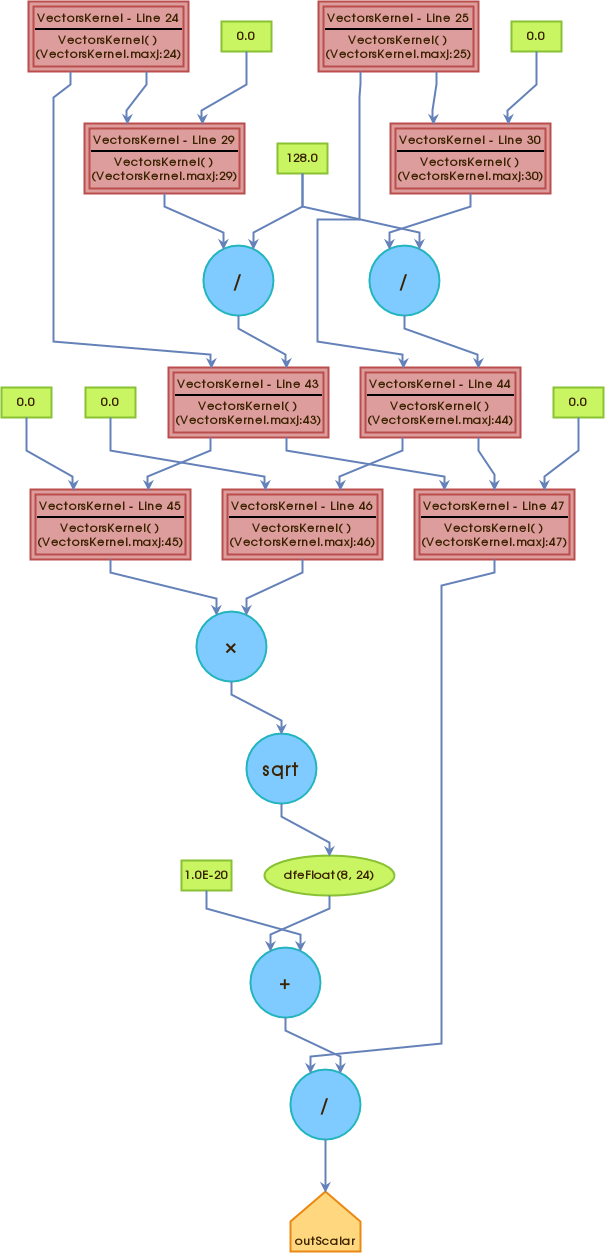 VectorsKernel - Line 24
VectorsKernel()
(VectorsKernel.maxj:24)
0.0
VectorsKernel - Line 25
VectorsKernel()
(VectorsKernel.maxj:25)
0.0
VectorsKernel - Line 29
VectorsKernel()
(VectorsKernel.maxj:29)
128.0
VectorsKernel - Line 30
VectorsKernel()
(VectorsKernel.maxj:30)
/
/
VectorsKernel - Line 43
VectorsKernel()
(VectorsKernel.maxj:43)
VectorsKernel - Line 44
VectorsKernel()
(VectorsKernel.maxj:44)
0.0
0.0
0.0
VectorsKernel - Line 45
VectorsKernel()
(VectorsKernel.maxj:45)
VectorsKernel - Line 46
VectorsKernel()
(VectorsKernel.maxj:46)
VectorsKernel - Line 47
VectorsKernel()
(VectorsKernel.maxj:47)
×
sqrt
1.0E-20
dfeFloat(8, 24)
+
/
outScalar